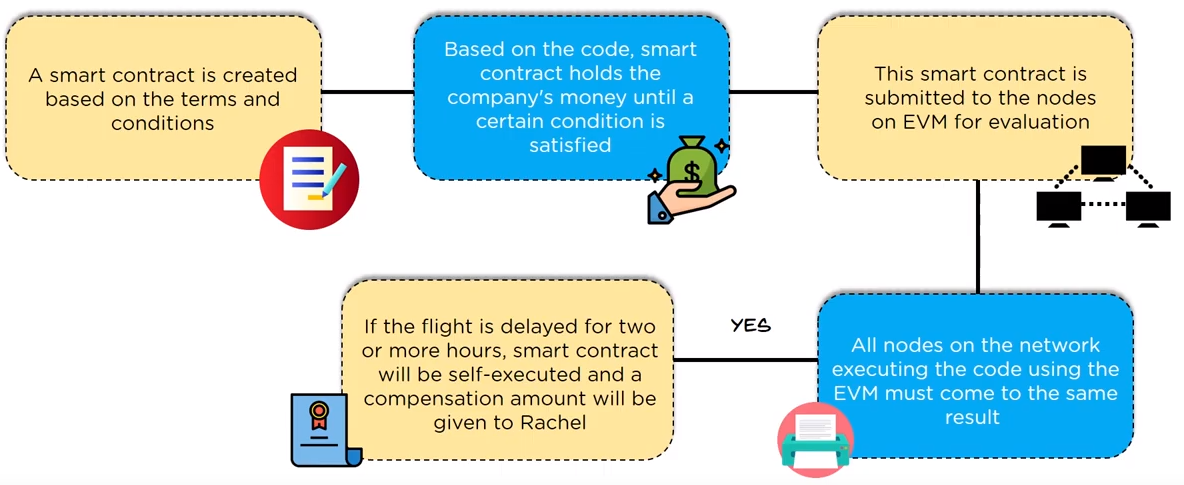 A smart contract is created
based on the terms and
conditions
Based on the code, smart
contract holds the
company's money until a
certain condition is
satisfied
This smart contract is
submitted to the nodes
on EVM for evaluation
$
If the flight is delayed for two
or more hours, smart contract
will be self-executed and a
compensation amount will be
given to Rachel
YES
All nodes on the network
executing the code using the
EVM must come to the same
result